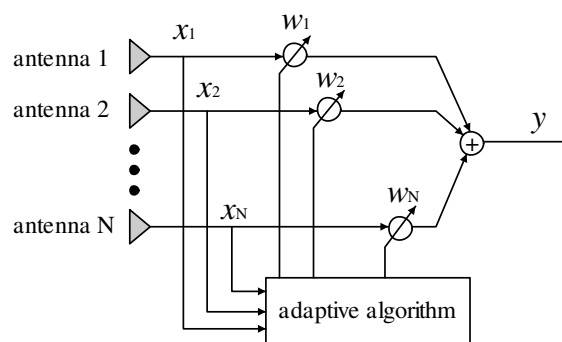 x1
w1
antenna 1
x2
w2
antenna 2
y
+
xN
wN
antenna N
adaptive algorithm